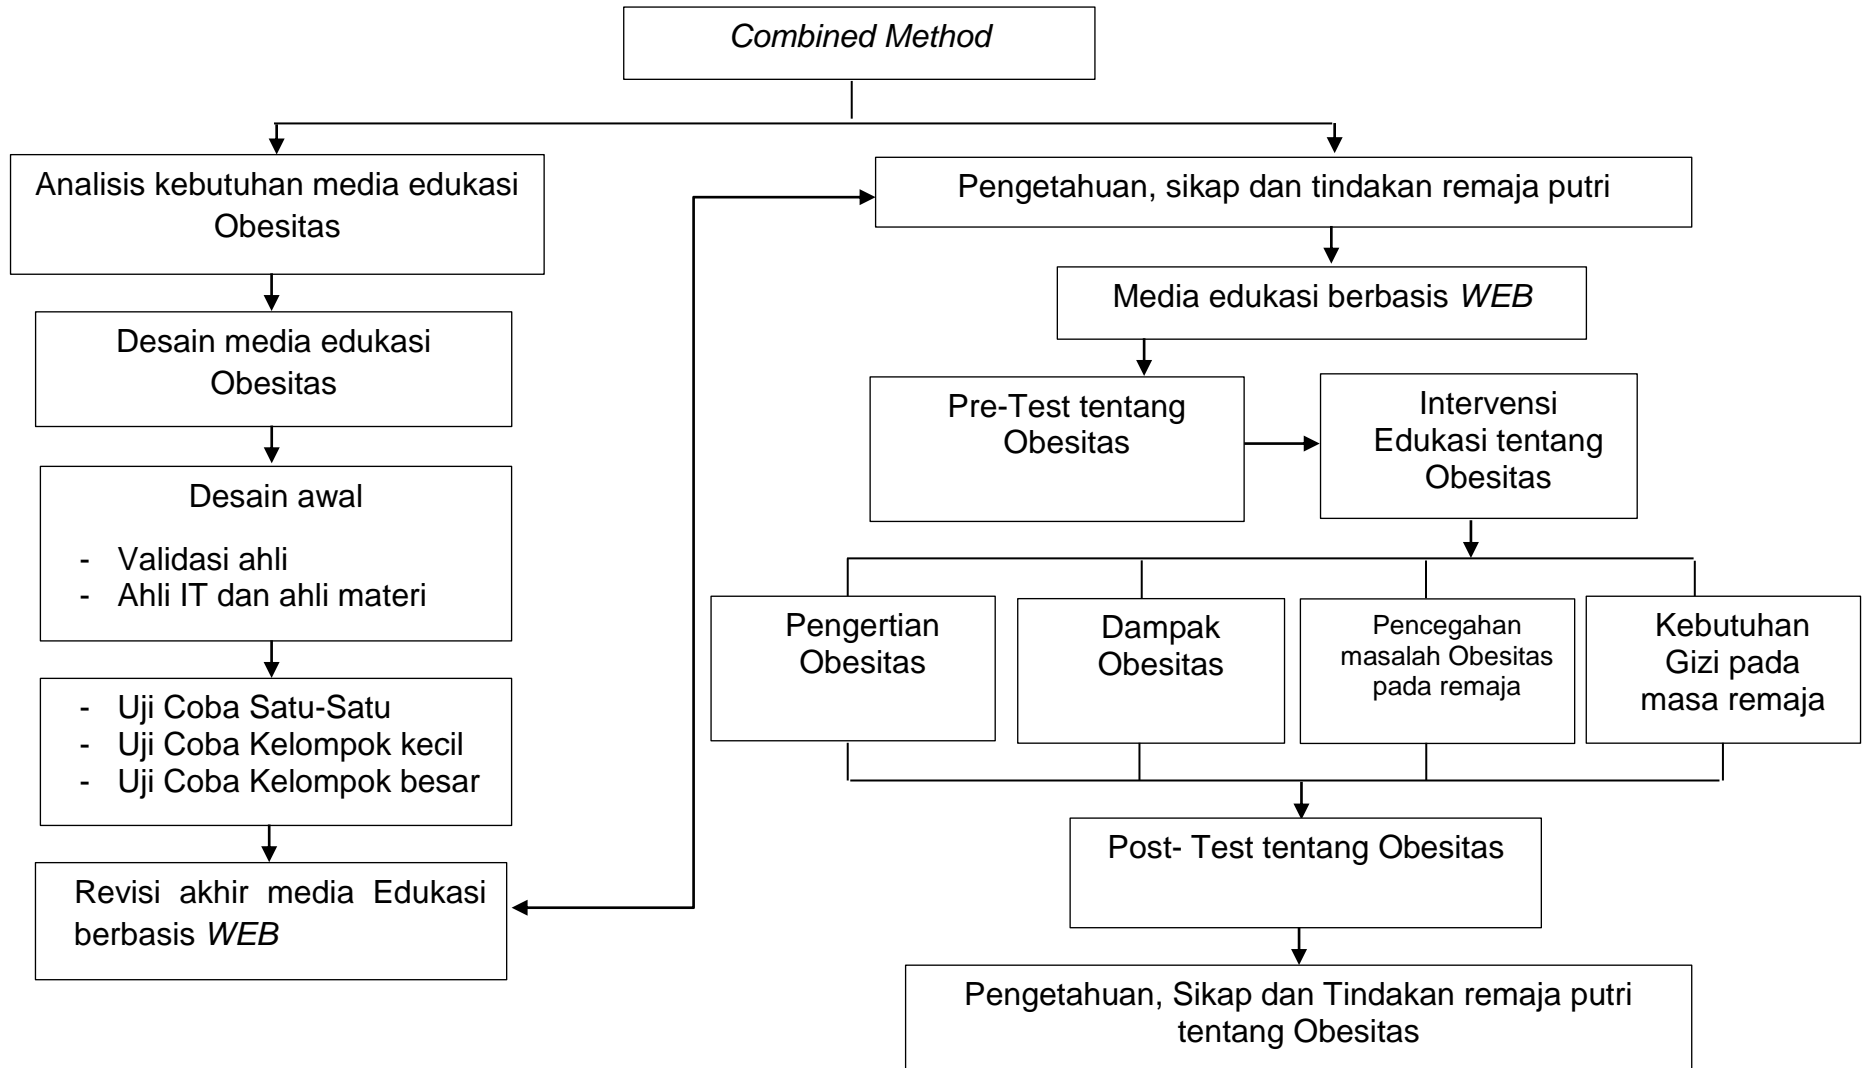 Combined Method
Analisis kebutuhan media edukasi
Obesitas
Desain media edukasi
Obesitas
Desain awal
- Validasi ahli
- Ahli IT dan ahli materi
- Uji Coba Satu-Satu
- Uji Coba Kelompok kecil
- Uji Coba Kelompok besar
Revisi akhir media Edukasi
berbasis WEB
Pengetahuan, sikap dan tindakan remaja putri
Media edukasi berbasis WEB
Pre-Test tentang
Obesitas
Intervensi
Edukasi tentang
Obesitas
Pengertian
Obesitas
Dampak
Obesitas
Pencegahan
masalah Obesitas
pada remaja
Kebutuhan
Gizi pada
masa remaja
Post- Test tentang Obesitas
Pengetahuan, Sikap dan Tindakan remaja putri
tentang Obesitas